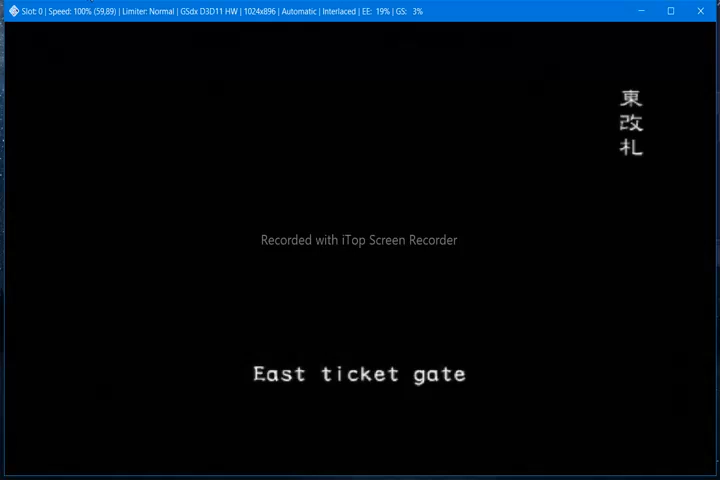 Slot: 0 | Speed: 100% (59,89) | Limiter: Normal | GSdx D3D11 HW | 1024x896 | Automatic | Interlaced | EE: 19% | GS: 3%
東改札
Recorded with iTop Screen Recorder
East ticket gate